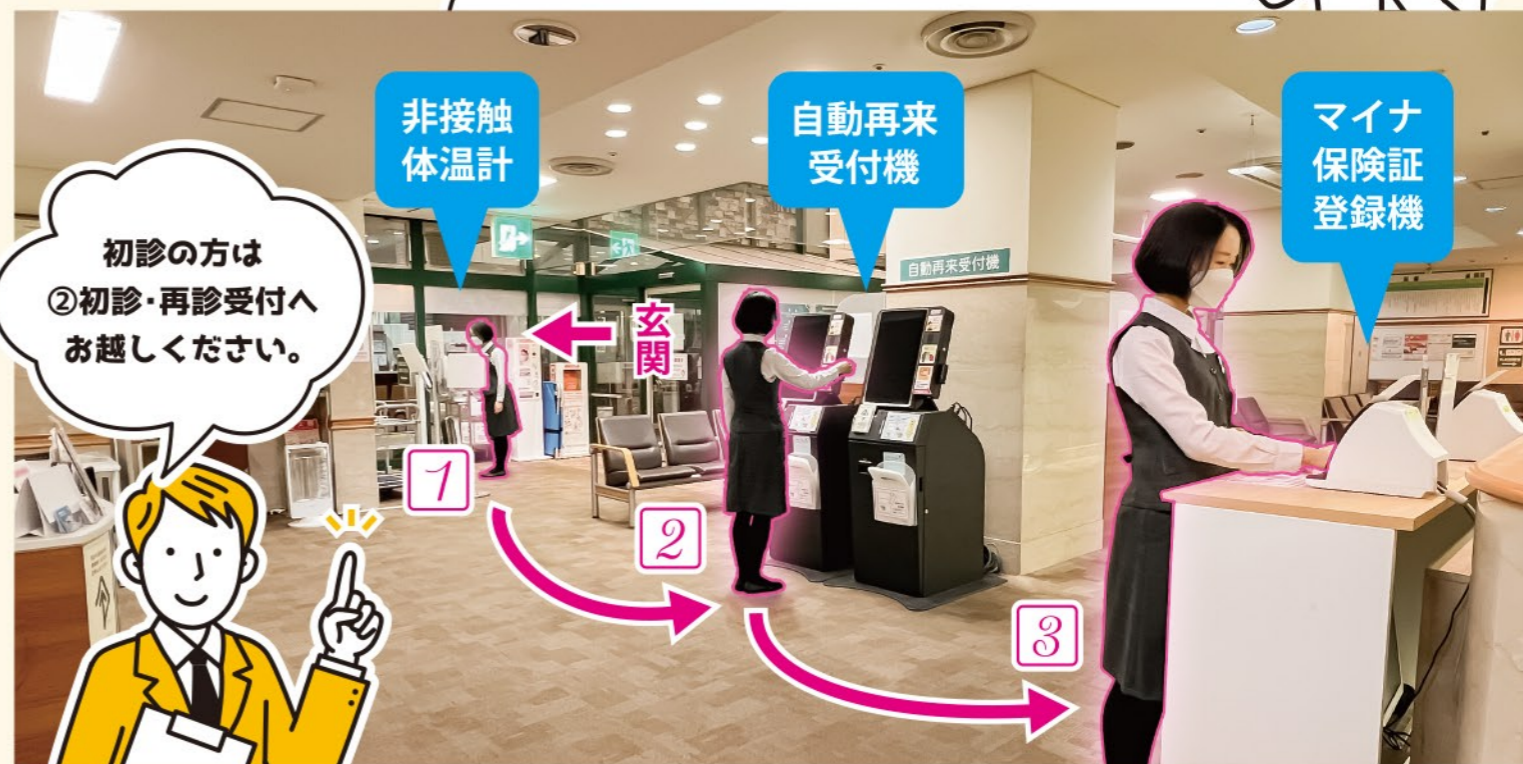 非接触
体温計
自動再来
受付機
マイナ
保険証
登録機
初診の方は
②初診・再診受付へ
お越しください。
自動再来受付機
玄関
1
2
3